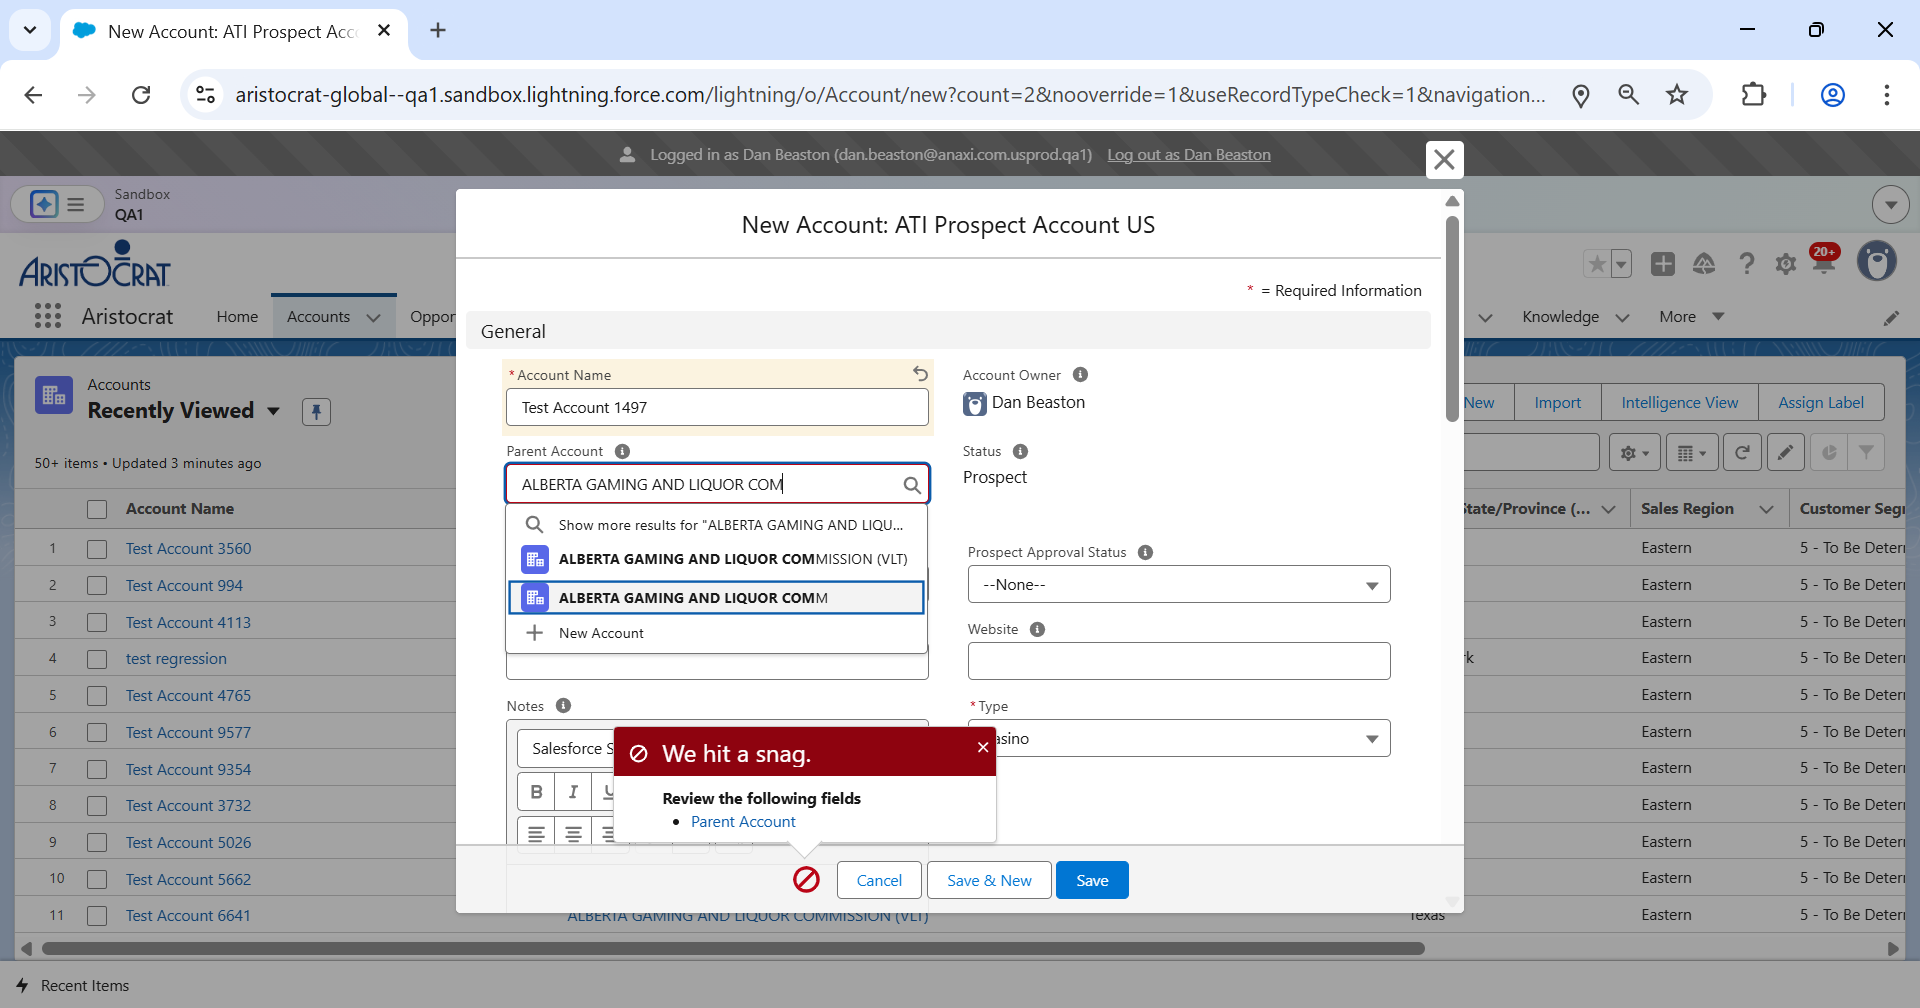 New Account: ATI Prospect Acc
aristocrat-global--qa1.sandbox.lightning.force.com/lightning/o/Account/new?count=2&nooverride=1&useRecordTypeCheck=1&navigation...
Logged in as Dan Beaston (dan.beaston@anaxi.com.usprod.qa1) Log out as Dan Beaston
Sandbox
QA1
New Account: ATI Prospect Account US
ARISTOCRAT
20+
* = Required Information
Aristocrat Home Accounts Oppor Knowledge More
General
Accounts
Recently Viewed
New Import Intelligence View Assign Label
50+ items • Updated 3 minutes ago
* Account Name
Test Account 1497
Account Owner
Dan Beaston
Parent Account
ALBERTA GAMING AND LIQUOR COM
Status
Prospect
Show more results for "ALBERTA GAMING AND LIQU...
ALBERTA GAMING AND LIQUOR COMMISSION (VLT)
ALBERTA GAMING AND LIQUOR COMM
New Account
Prospect Approval Status
--None--
Website
Notes
Salesforce S
B I U
* Type
asino
We hit a snag.
Review the following fields
• Parent Account
Cancel Save & New Save
Account Name State/Province (... Sales Region Customer Seg
1 Test Account 3560 Eastern 5 - To Be Deter
2 Test Account 994 Eastern 5 - To Be Deter
3 Test Account 4113 Eastern 5 - To Be Deter
4 test regression rk Eastern 5 - To Be Deter
5 Test Account 4765 Eastern 5 - To Be Deter
6 Test Account 9577 Eastern 5 - To Be Deter
7 Test Account 9354 Eastern 5 - To Be Deter
8 Test Account 3732 Eastern 5 - To Be Deter
9 Test Account 5026 Eastern 5 - To Be Deter
10 Test Account 5662 Eastern 5 - To Be Deter
11 Test Account 6641 ALBERTA GAMING AND LIQUOR COMMISSION (VLT) Texas Eastern 5 - To Be Deter
Recent Items